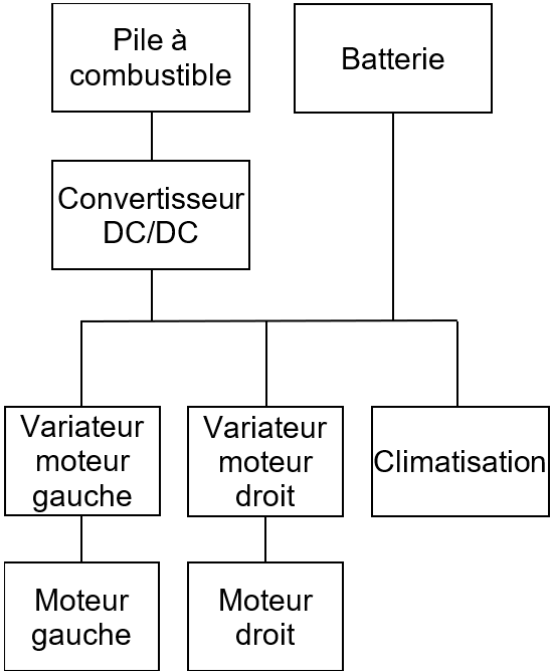 Pile à
combustible
Batterie
Convertisseur
DC/DC
Variateur
moteur
gauche
Variateur
moteur
droit
Climatisation
Moteur
gauche
Moteur
droit